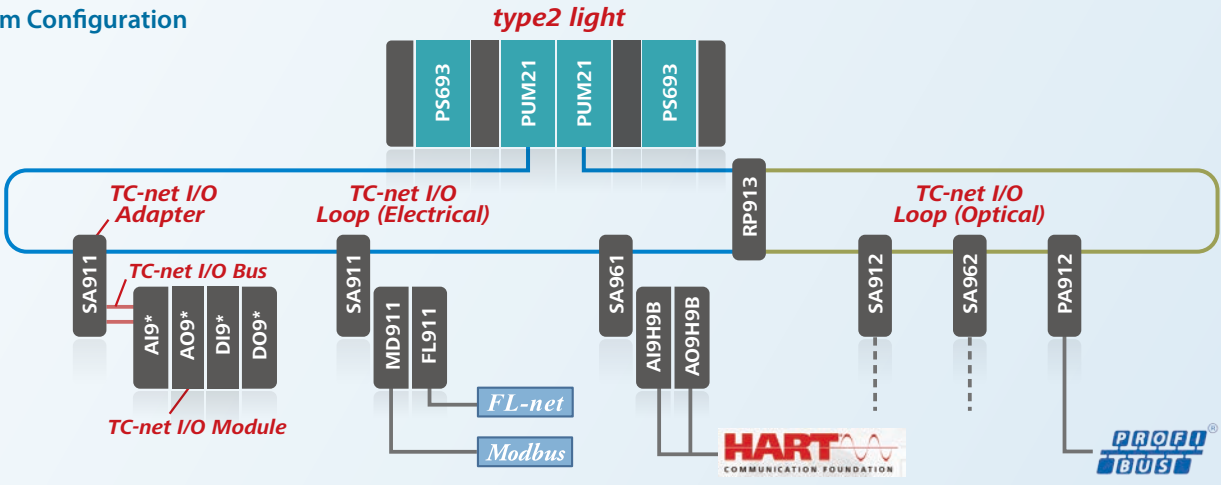 m Configuration
type2 light
PS693
PUM21
PUM21
PS693
TC-net I/O
Adapter
TC-net I/O
Loop (Electrical)
RP913
TC-net I/O
Loop (Optical)
SA911
TC-net I/O Bus
AI9*
AO9*
DI9*
DO9*
TC-net I/O Module
SA911
MD911
FL911
FL-net
Modbus
SA961
AI9H9B
AO9H9B
HART
COMMUNICATION FOUNDATION
SA912
SA962
PA912
PROFI
BUS
®